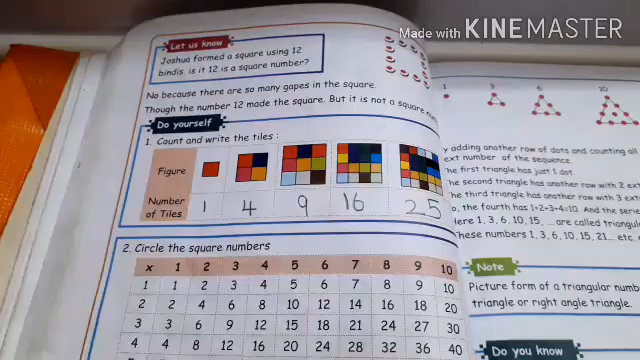 Made with KINEMASTER
Let us know
Joshua formed a square using 12
bindis, is it 12 is a square number?
No because there are so many gapes in the square.
Though the number 12 made the square. But it is not a square
Do yourself
1. Count and write the tiles :
Figure
Number of Tiles 1 4 9 16 25
2. Circle the square numbers
x 1 2 3 4 5 6 7 8 9 10
1 1 2 3 4 5 6 7 8 9 10
2 2 4 6 8 10 12 14 16 18 20
3 3 6 9 12 15 18 21 24 27 30
4 4 8 12 16 20 24 28 32 36 40
1 3 6 10
y adding another row of dots and counting all
ext number of the sequence.
he first triangle has just 1 dot.
he second triangle has another row with 2 ex
he third triangle has another row with 3 ext
o, the fourth has 1+2+3+4=10. And the serie
ere 1, 3, 6, 10, 15, ... are called triangul
hese numbers 1, 3, 6, 10, 15, 21... etc.
Note
Picture form of a triangular numb
triangle or right angle triangle.
Do you know